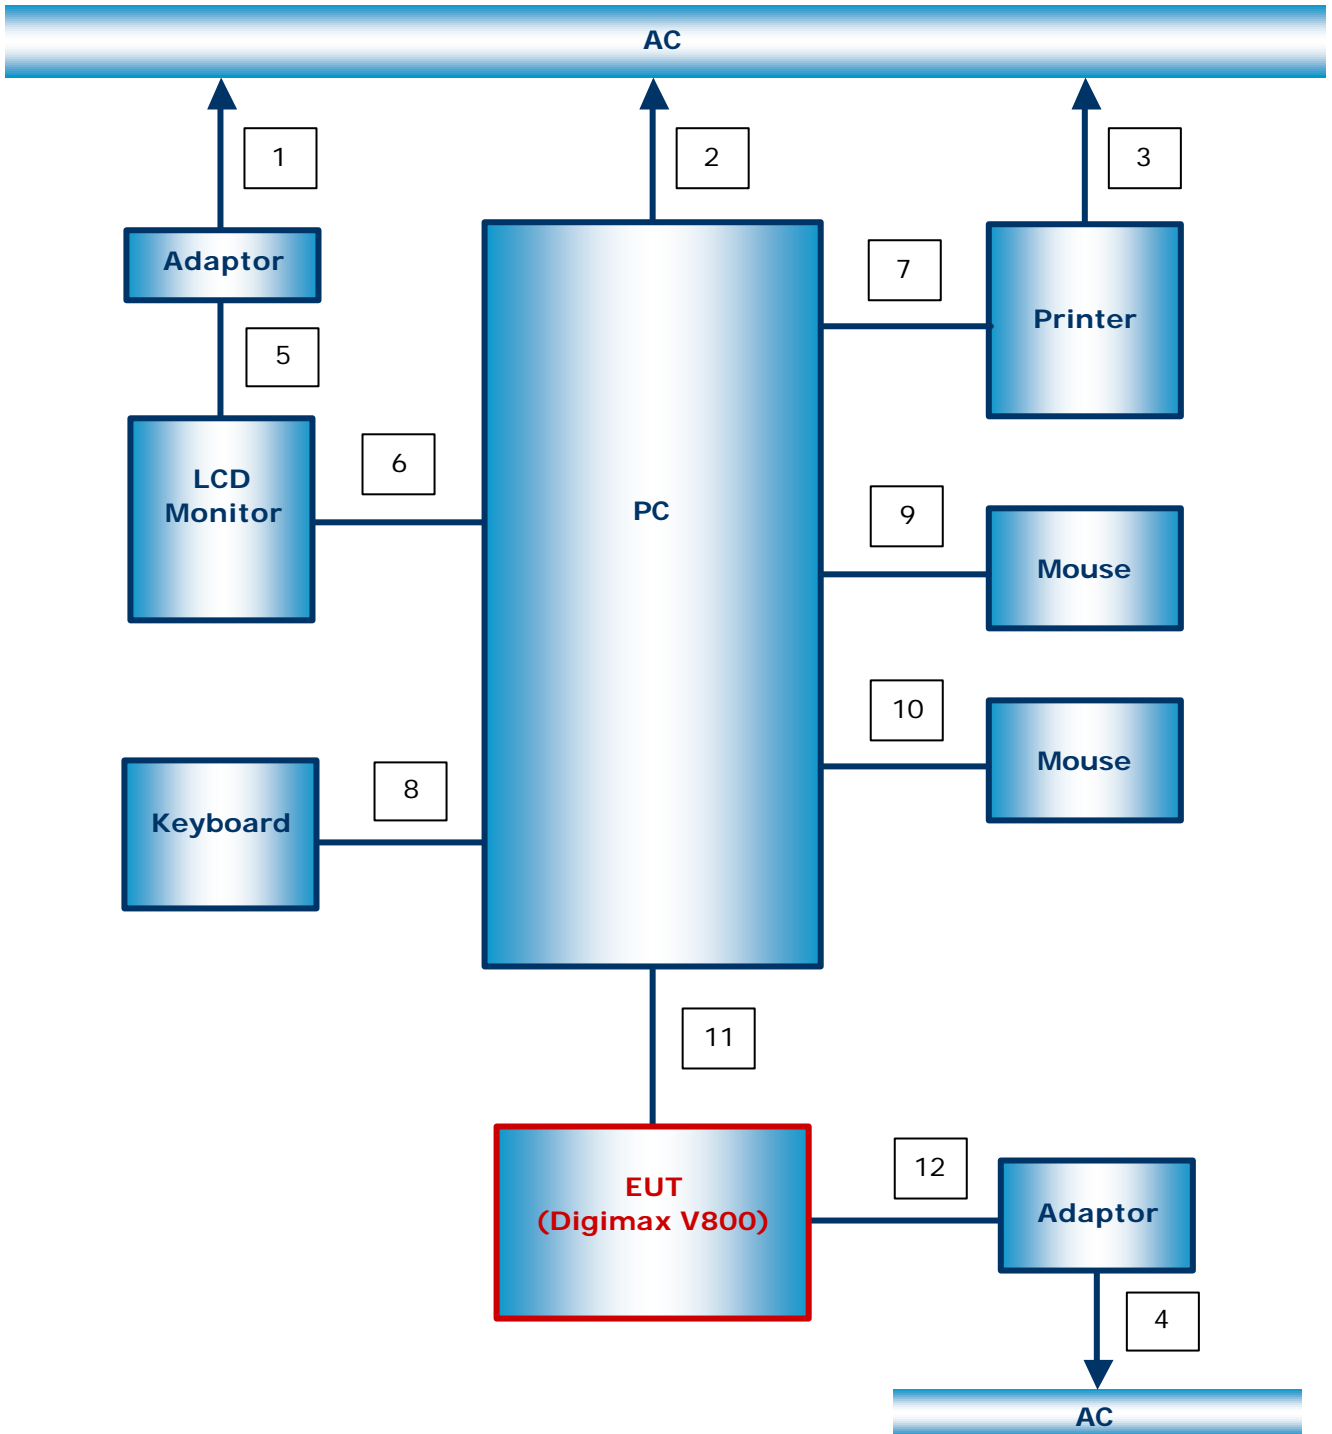 AC
1
2
3
Adaptor
7
Printer
5
6
LCD
Monitor
PC
9
Mouse
10
Mouse
8
Keyboard
11
EUT
(Digimax V800)
12
Adaptor
4
AC